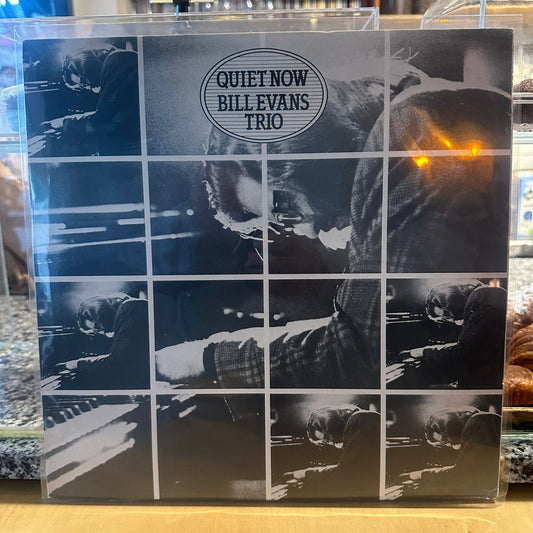 QUIET NOW
BILL EVANS
TRIO